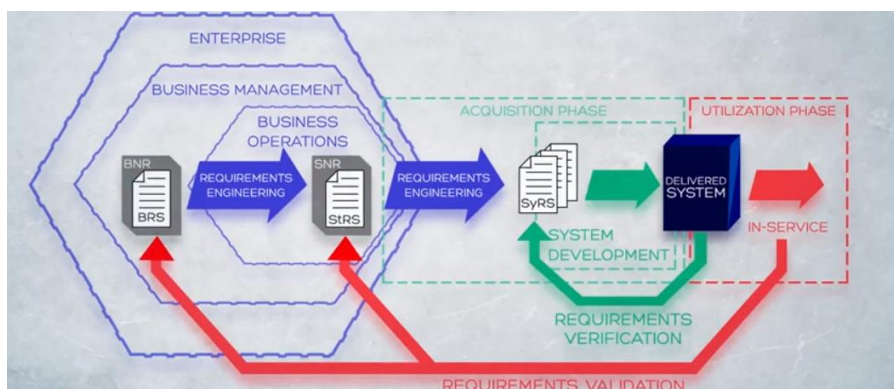 ENTERPRISE
BUSINESS MANAGEMENT
BUSINESS
OPERATIONS
ACQUISITION PHASE
UTILIZATION PHASE
BNR
BRS
REQUIREMENTS
ENGINEERING
SNR
StRS
REQUIREMENTS
ENGINEERING
SyRS
DELIVERED
SYSTEM
SYSTEM
DEVELOPMENT
IN-SERVICE
REQUIREMENTS
VERIFICATION
REQUIREMENTS VALIDATION